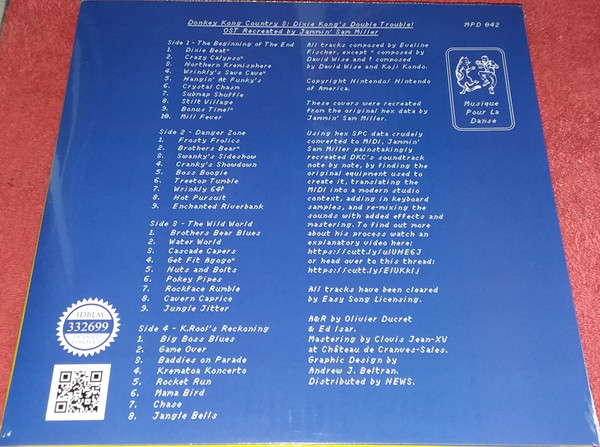 Donkey Kong Country 3: Dixie Kong's Double Trouble!
OST Recreated by Jammin' Sam Miller
MPD 042
Side 1 - The Beginning of The End
1. Dixie Beat*
2. Crazy Calypso*
3. Northern Kremisphere
4. Wrinkly's Save Cave*
5. Hangin' At Funky's
6. Crystal Chasm
7. Submap Shuffle
8. Stilt Village
9. Bonus Time!*
10. Mill Fever
Side 2 - Danger Zone
1. Frosty Frolics
2. Brothers Bear*
3. Swanky's Sideshow
4. Cranky's Showdown
5. Boss Boogie
6. Treetop Tumble
7. Wrinkly 64†
8. Hot Pursuit
9. Enchanted Riverbank
Side 3 - The Wild World
1. Brothers Bear Blues
2. Water World
3. Cascade Capers
4. Get Fit Agogo*
5. Nuts and Bolts
6. Pokey Pipes
7. Rockface Rumble
8. Cavern Caprice
9. Jungle Jitter
Side 4 - K.Rool's Reckoning
1. Big Boss Blues
2. Game Over
3. Baddies on Parade
4. Krematoa Koncerto
5. Rocket Run
6. Mama Bird
7. Chase
8. Jangle Bells
All tracks composed by Eveline
Fischer, except * composed by
David Wise and † composed
by David Wise and Koji Kondo.
Copyright Nintendo/ Nintendo
of America.
These covers were recreated
from the original hex data by
Jammin' Sam Miller.
Using hex SPC data crudely
converted to MIDI, Jammin'
Sam Miller painstakingly
recreated DKC's soundtrack
note by note, by finding the
original equipment used to
create it, translating the
MIDI into a modern studio
context, adding in keyboard
samples, and re-mixing the
sounds with added effects and
mastering. To find out more
about his process watch an
explanatory video here:
https://cutt.ly/uIUHE6J
or head over to this thread:
https://cutt.ly/EIUKKlj
All tracks have been cleared
by Easy Song Licensing.
A&R by Olivier Ducret
& Ed Isar.
Mastering by Clovis Jean-XV
at Château de Cranves-Sales.
Graphic Design by
Andrew J. Beltran.
Distributed by NEWS.
Musique
Pour La
Danse
IDBLM
332699
LICENSED
CONTENT